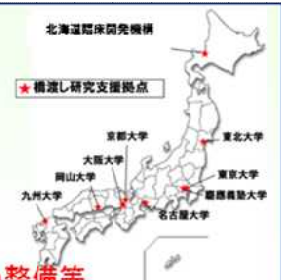 北海道臨床開発機構
★橋渡し研究支援拠点
京都大学
東北大学
大阪大学
岡山大学
東京大学
九州大学
慶應義塾大学
名古屋大学
整備等